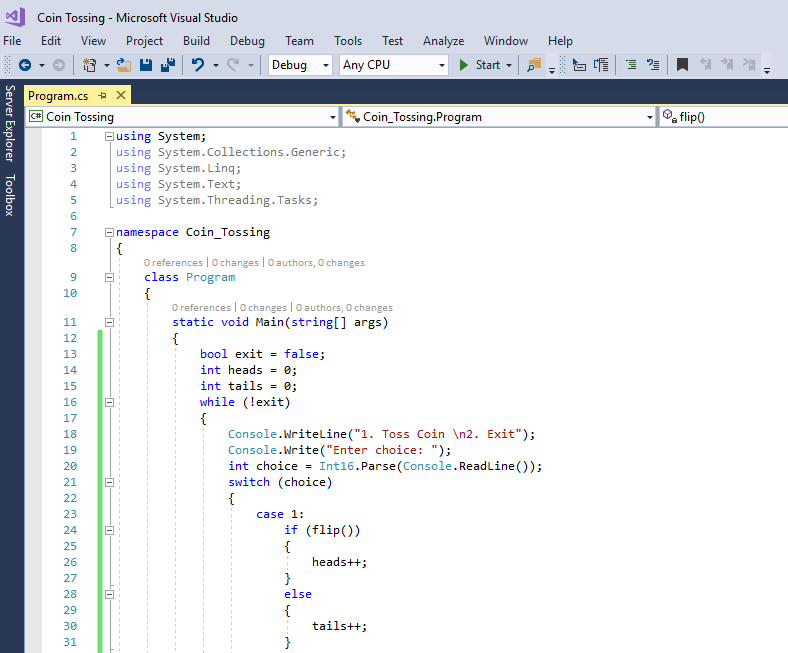 Coin Tossing - Microsoft Visual Studio
File Edit View Project Build Debug Team Tools Test Analyze Window Help
Debug Any CPU Start
Server Explorer
Toolbox
Program.cs
C# Coin Tossing Coin_Tossing.Program flip()
1 using System;
2 using System.Collections.Generic;
3 using System.Linq;
4 using System.Text;
5 using System.Threading.Tasks;
6
7 namespace Coin_Tossing
8 {
0 references | 0 changes | 0 authors, 0 changes
9 class Program
10 {
0 references | 0 changes | 0 authors, 0 changes
11 static void Main(string[] args)
12 {
13 bool exit = false;
14 int heads = 0;
15 int tails = 0;
16 while (!exit)
17 {
18 Console.WriteLine("1. Toss Coin \n2. Exit");
19 Console.Write("Enter choice: ");
20 int choice = Int16.Parse(Console.ReadLine());
21 switch (choice)
22 {
23 case 1:
24 if (flip())
25 {
26 heads++;
27 }
28 else
29 {
30 tails++;
31 }